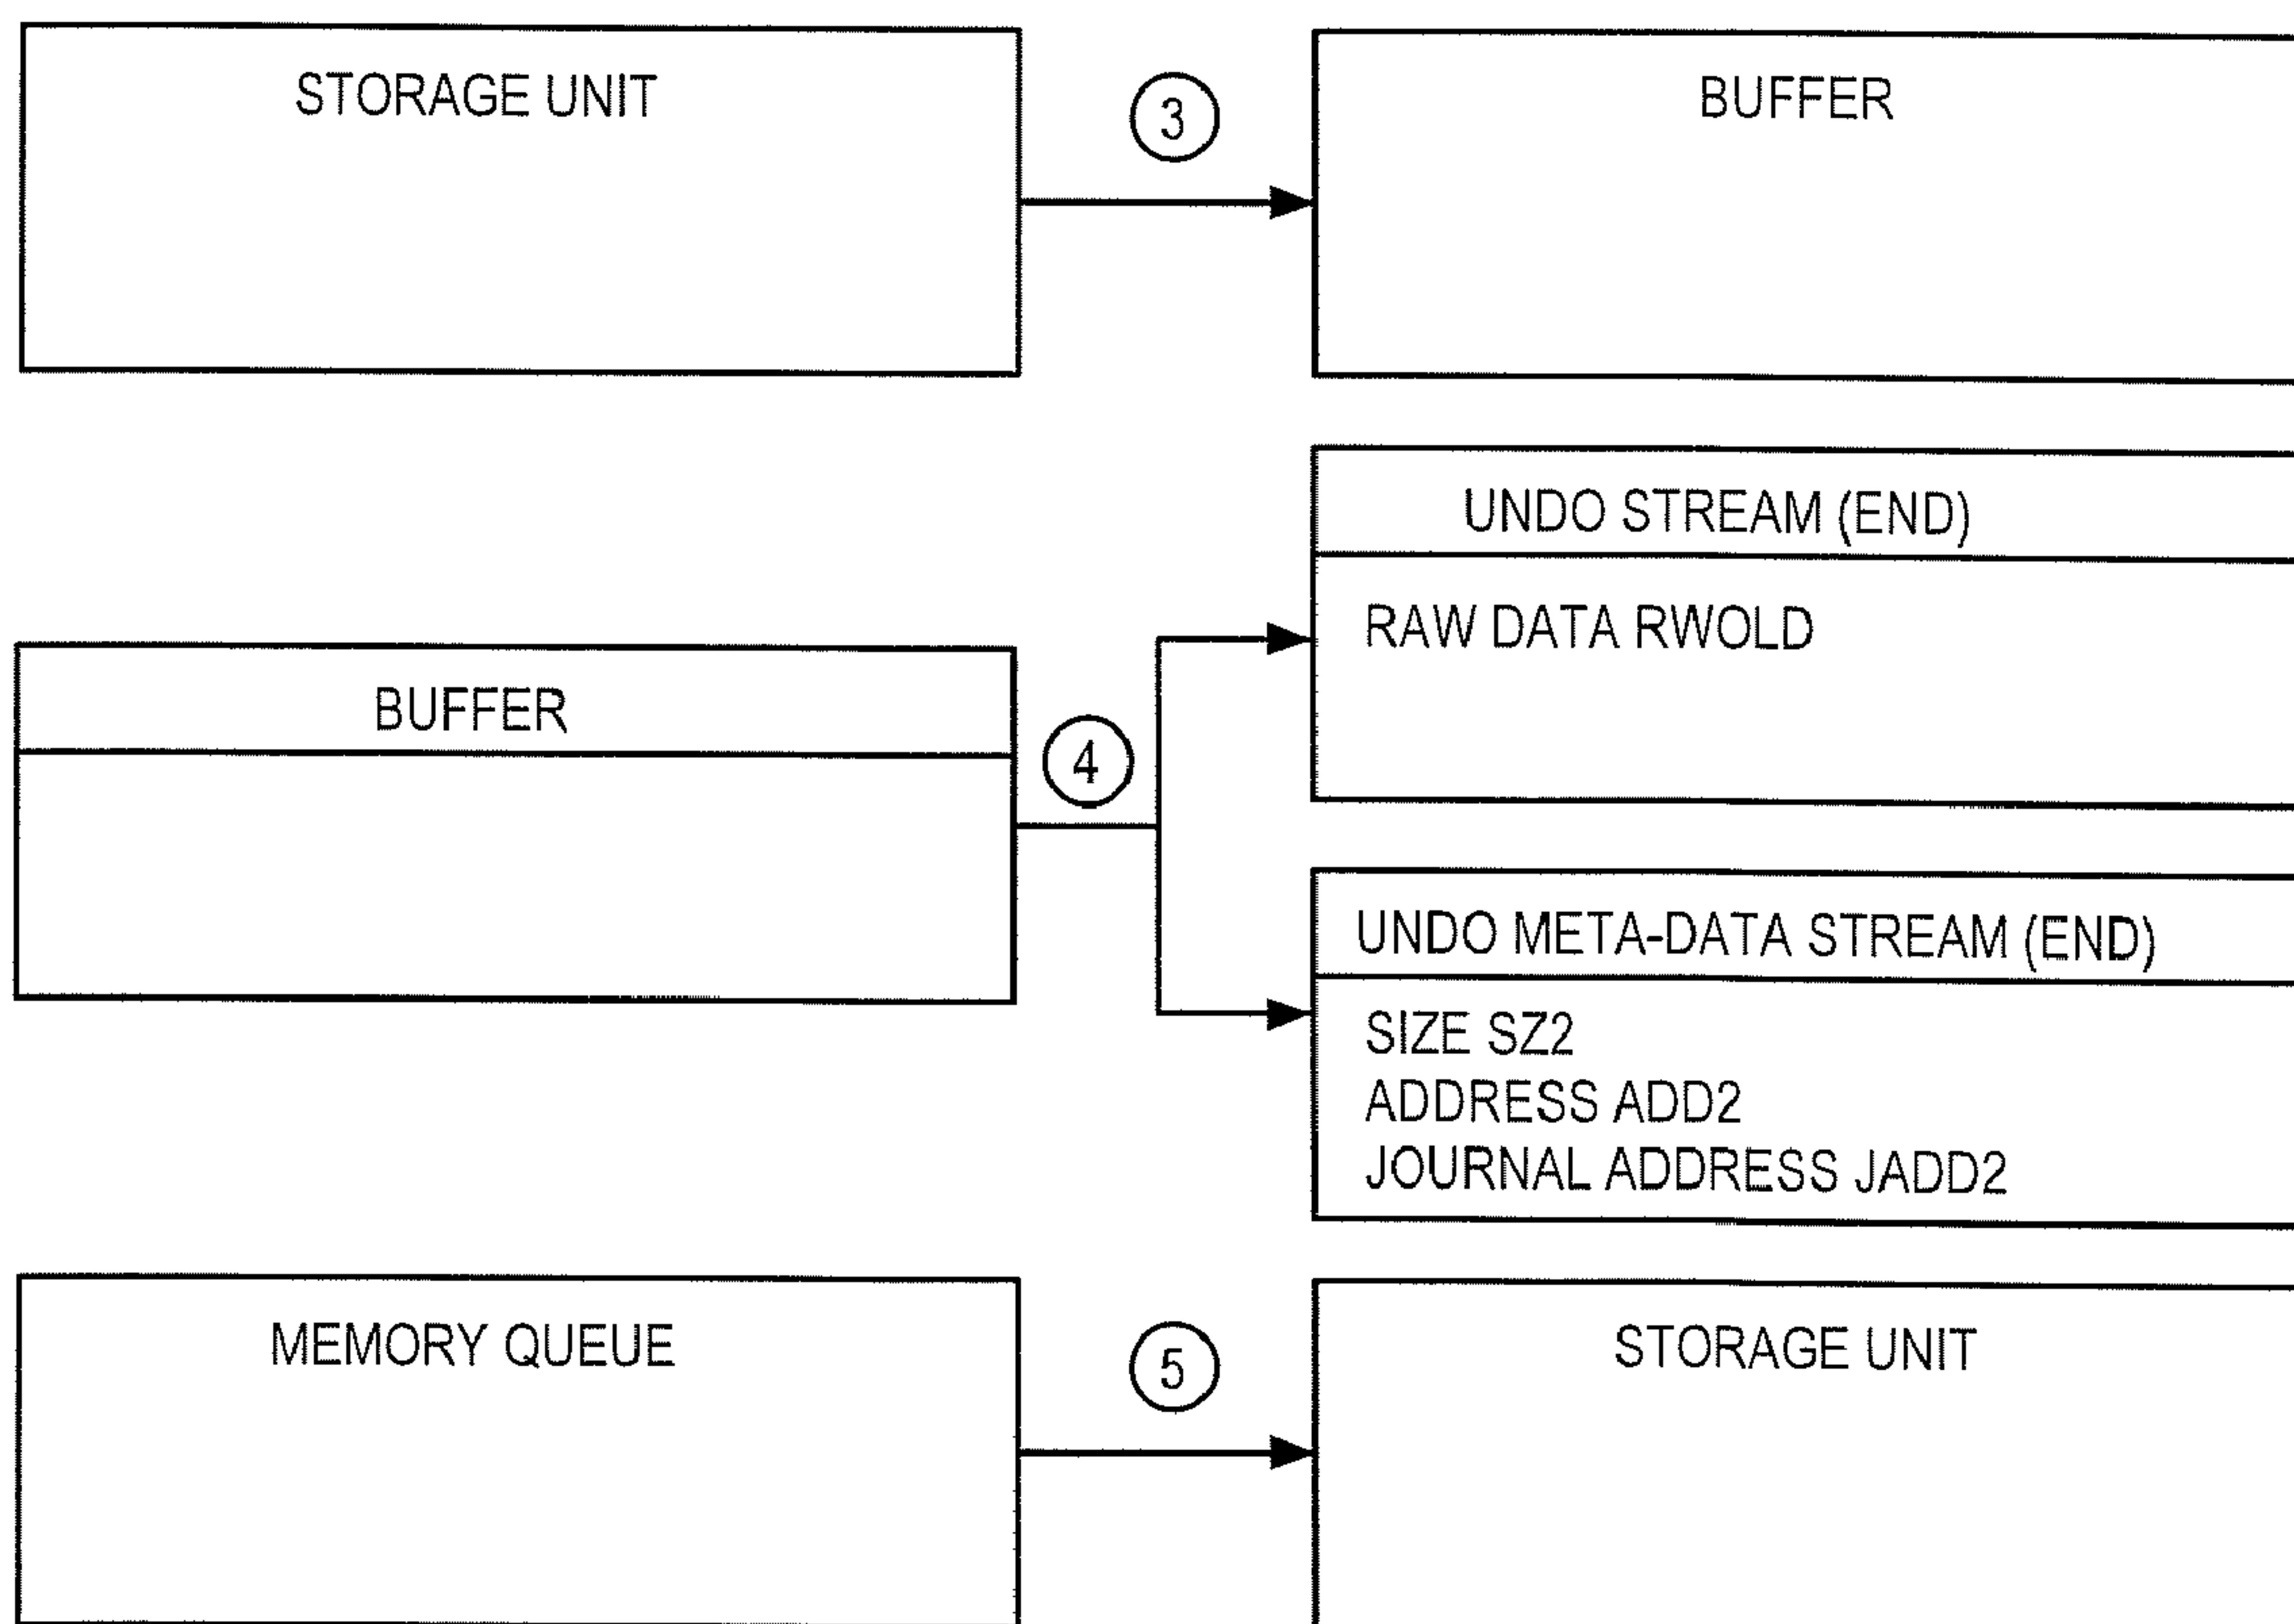 STORAGE UNIT
3
BUFFER
UNDO STREAM (END)
RAW DATA RWOLD
BUFFER
4
UNDO META-DATA STREAM (END)
SIZE SZ2
ADDRESS ADD2
JOURNAL ADDRESS JADD2
MEMORY QUEUE
5
STORAGE UNIT